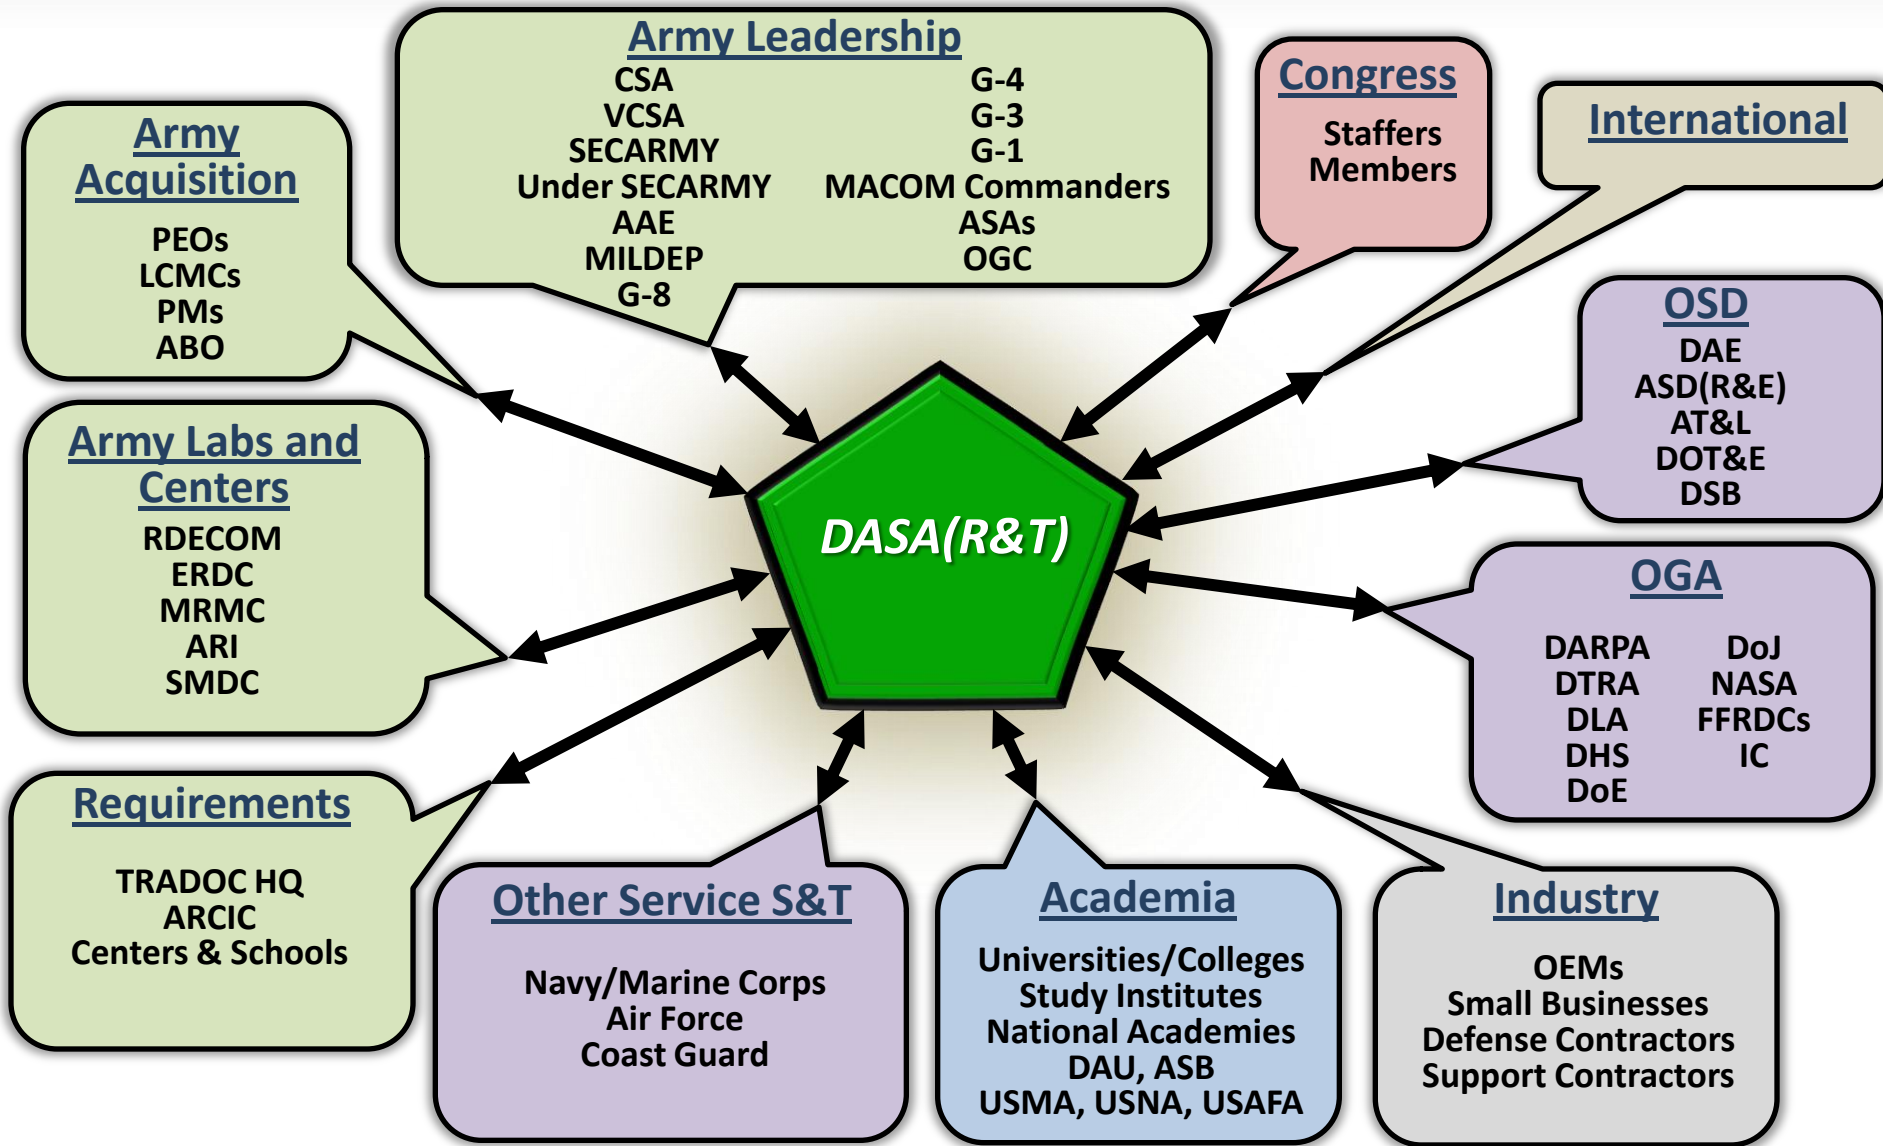 Army Leadership
CSA
VCSA
SECARMY
Under SECARMY
AAE
MILDEP
G-8
G-4
G-3
G-1
MACOM Commanders
ASAs
OGC
Congress
Staffers
Members
International
Army
Acquisition
PEOs
LCMCs
PMs
ABO
OSD
DAE
ASD(R&E)
AT&L
DOT&E
DSB
Army Labs and
Centers
RDECOM
ERDC
MRMC
ARI
SMDC
DASA(R&T)
OGA
DARPA
DTRA
DLA
DHS
DoE
DoJ
NASA
FFRDCs
IC
Requirements
TRADOC HQ
ARCIC
Centers & Schools
Other Service S&T
Navy/Marine Corps
Air Force
Coast Guard
Academia
Universities/Colleges
Study Institutes
National Academies
DAU, ASB
USMA, USNA, USAFA
Industry
OEMs
Small Businesses
Defense Contractors
Support Contractors